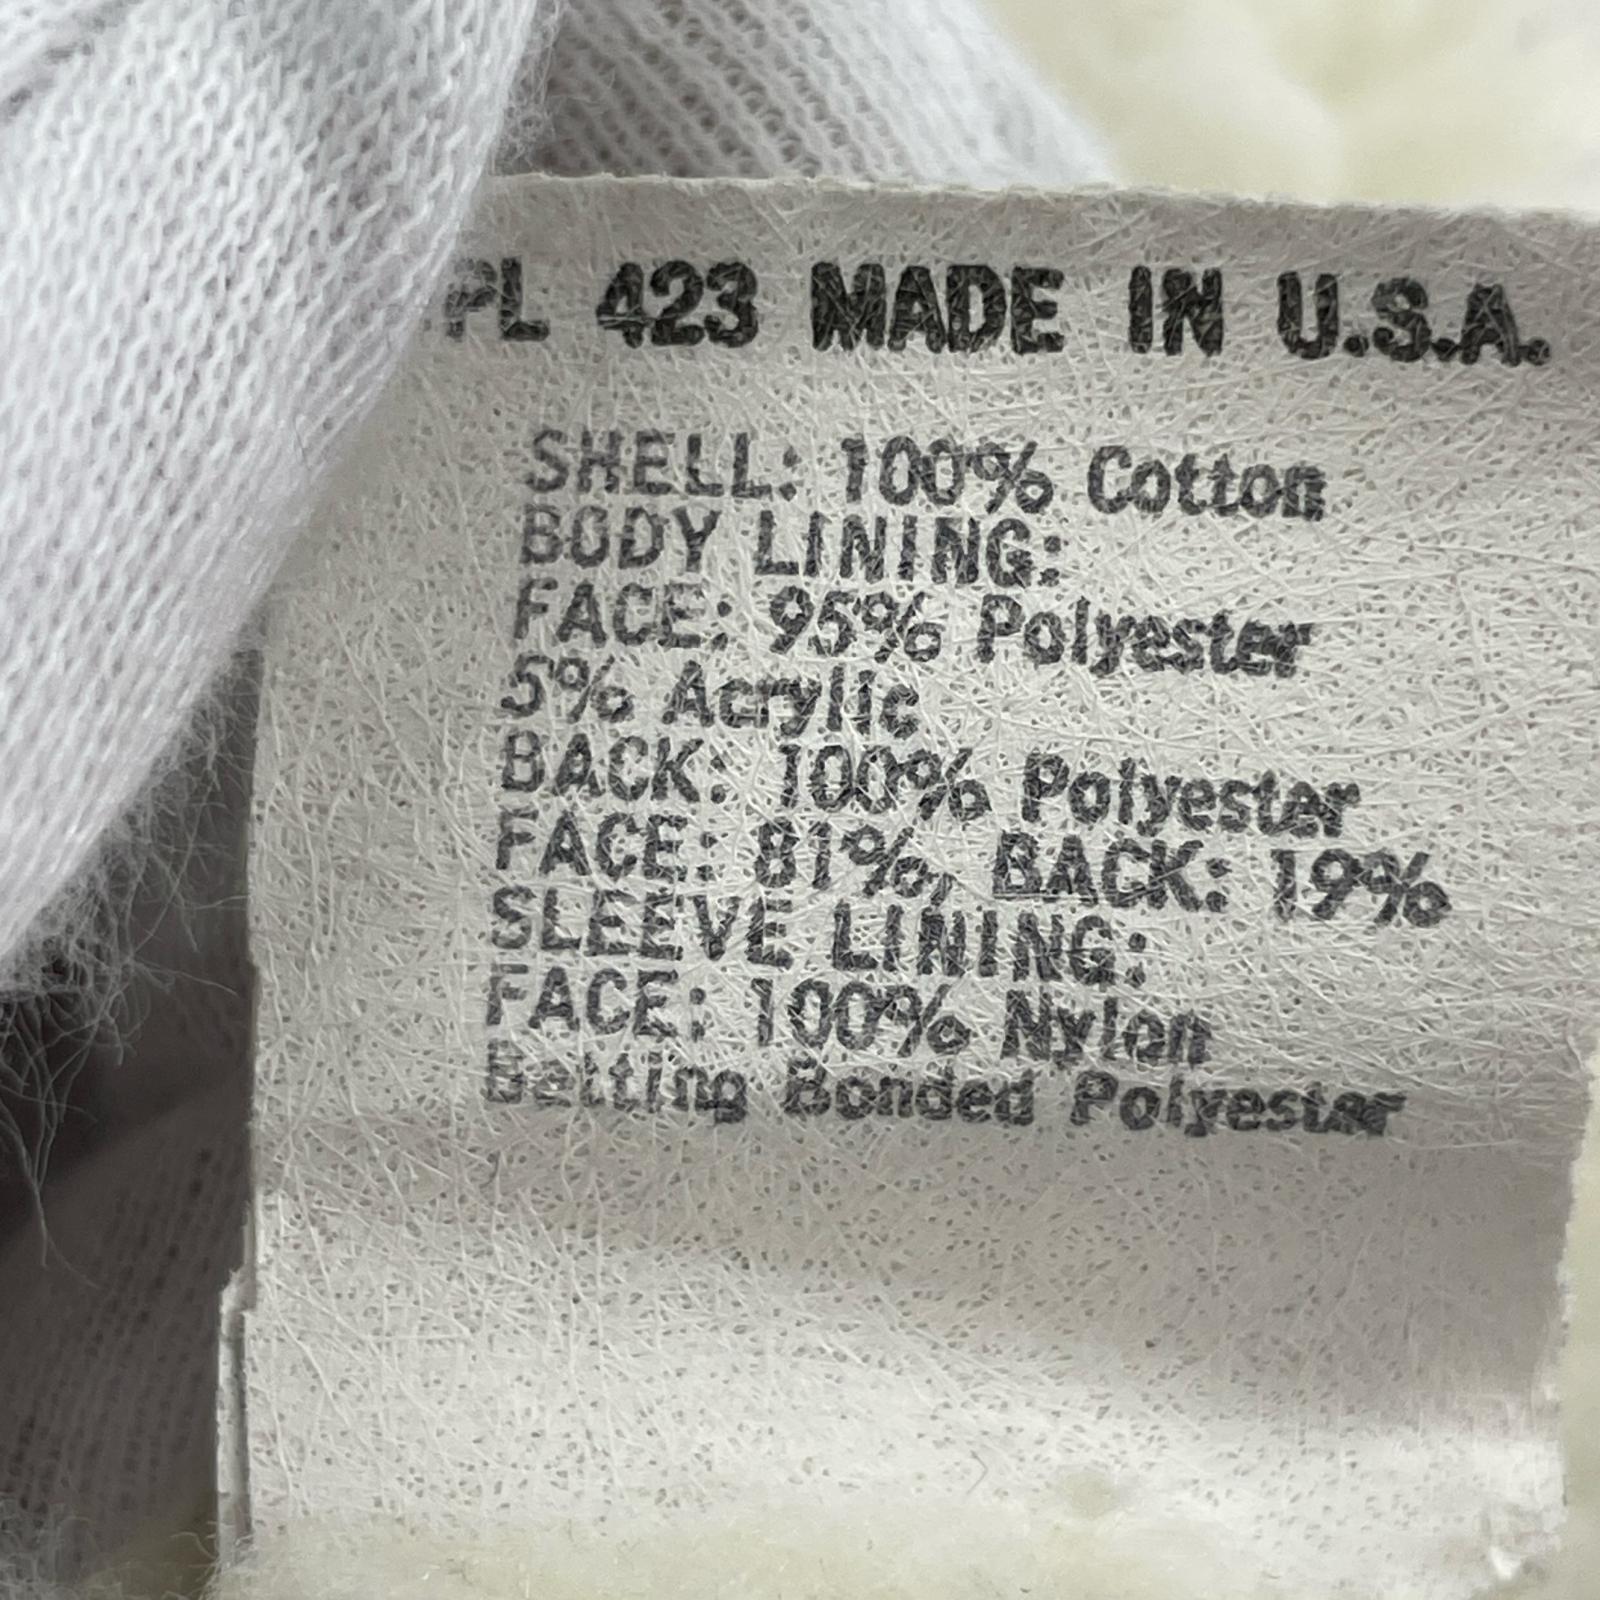 PL 423 MADE IN U.S.A.
SHELL: 100% Cotton
BODY LINING:
FACE: 95% Polyester
5% Acrylic
BACK: 100% Polyester
FACE: 81%, BACK: 19%
SLEEVE LINING:
FACE: 100% Nylon
Batting Bonded Polyester